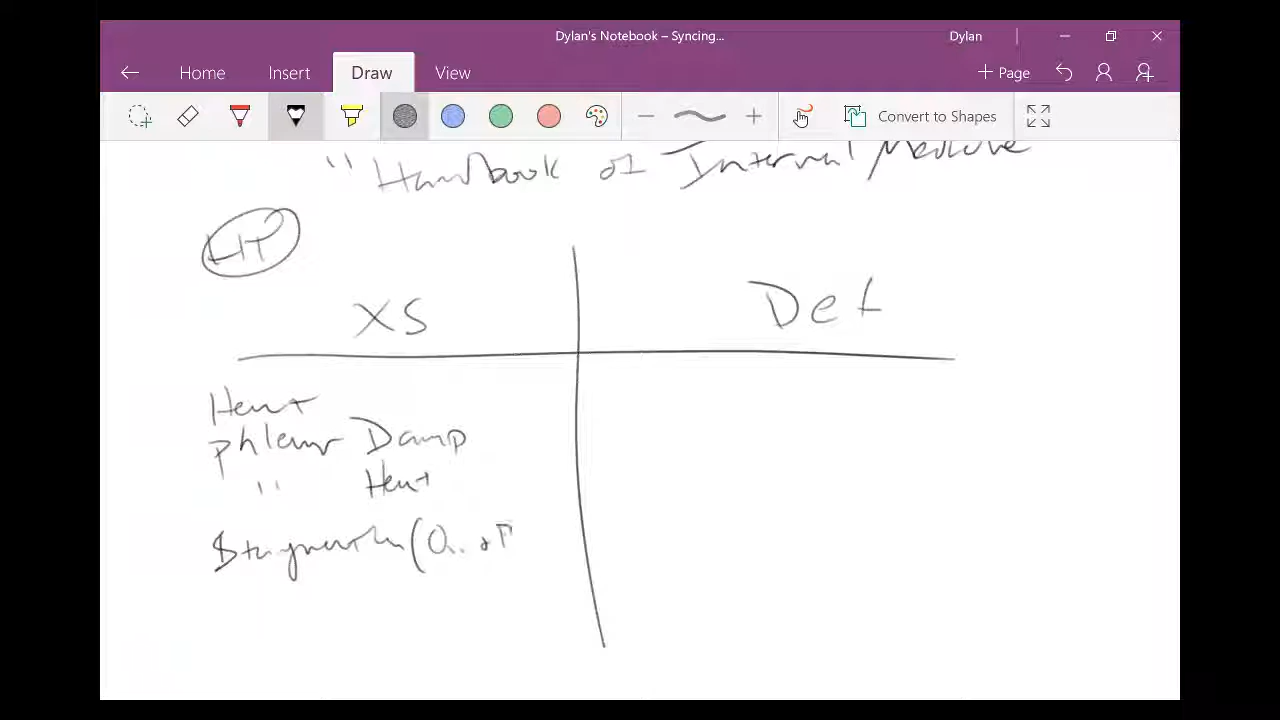 Dylan's Notebook – Syncing...
Dylan
Home Insert Draw View
+ Page
Convert to Shapes
"Handbook of Internal Medicine
XS Def
Heat
phlegm Damp
" Heat
Stagnation (Qi